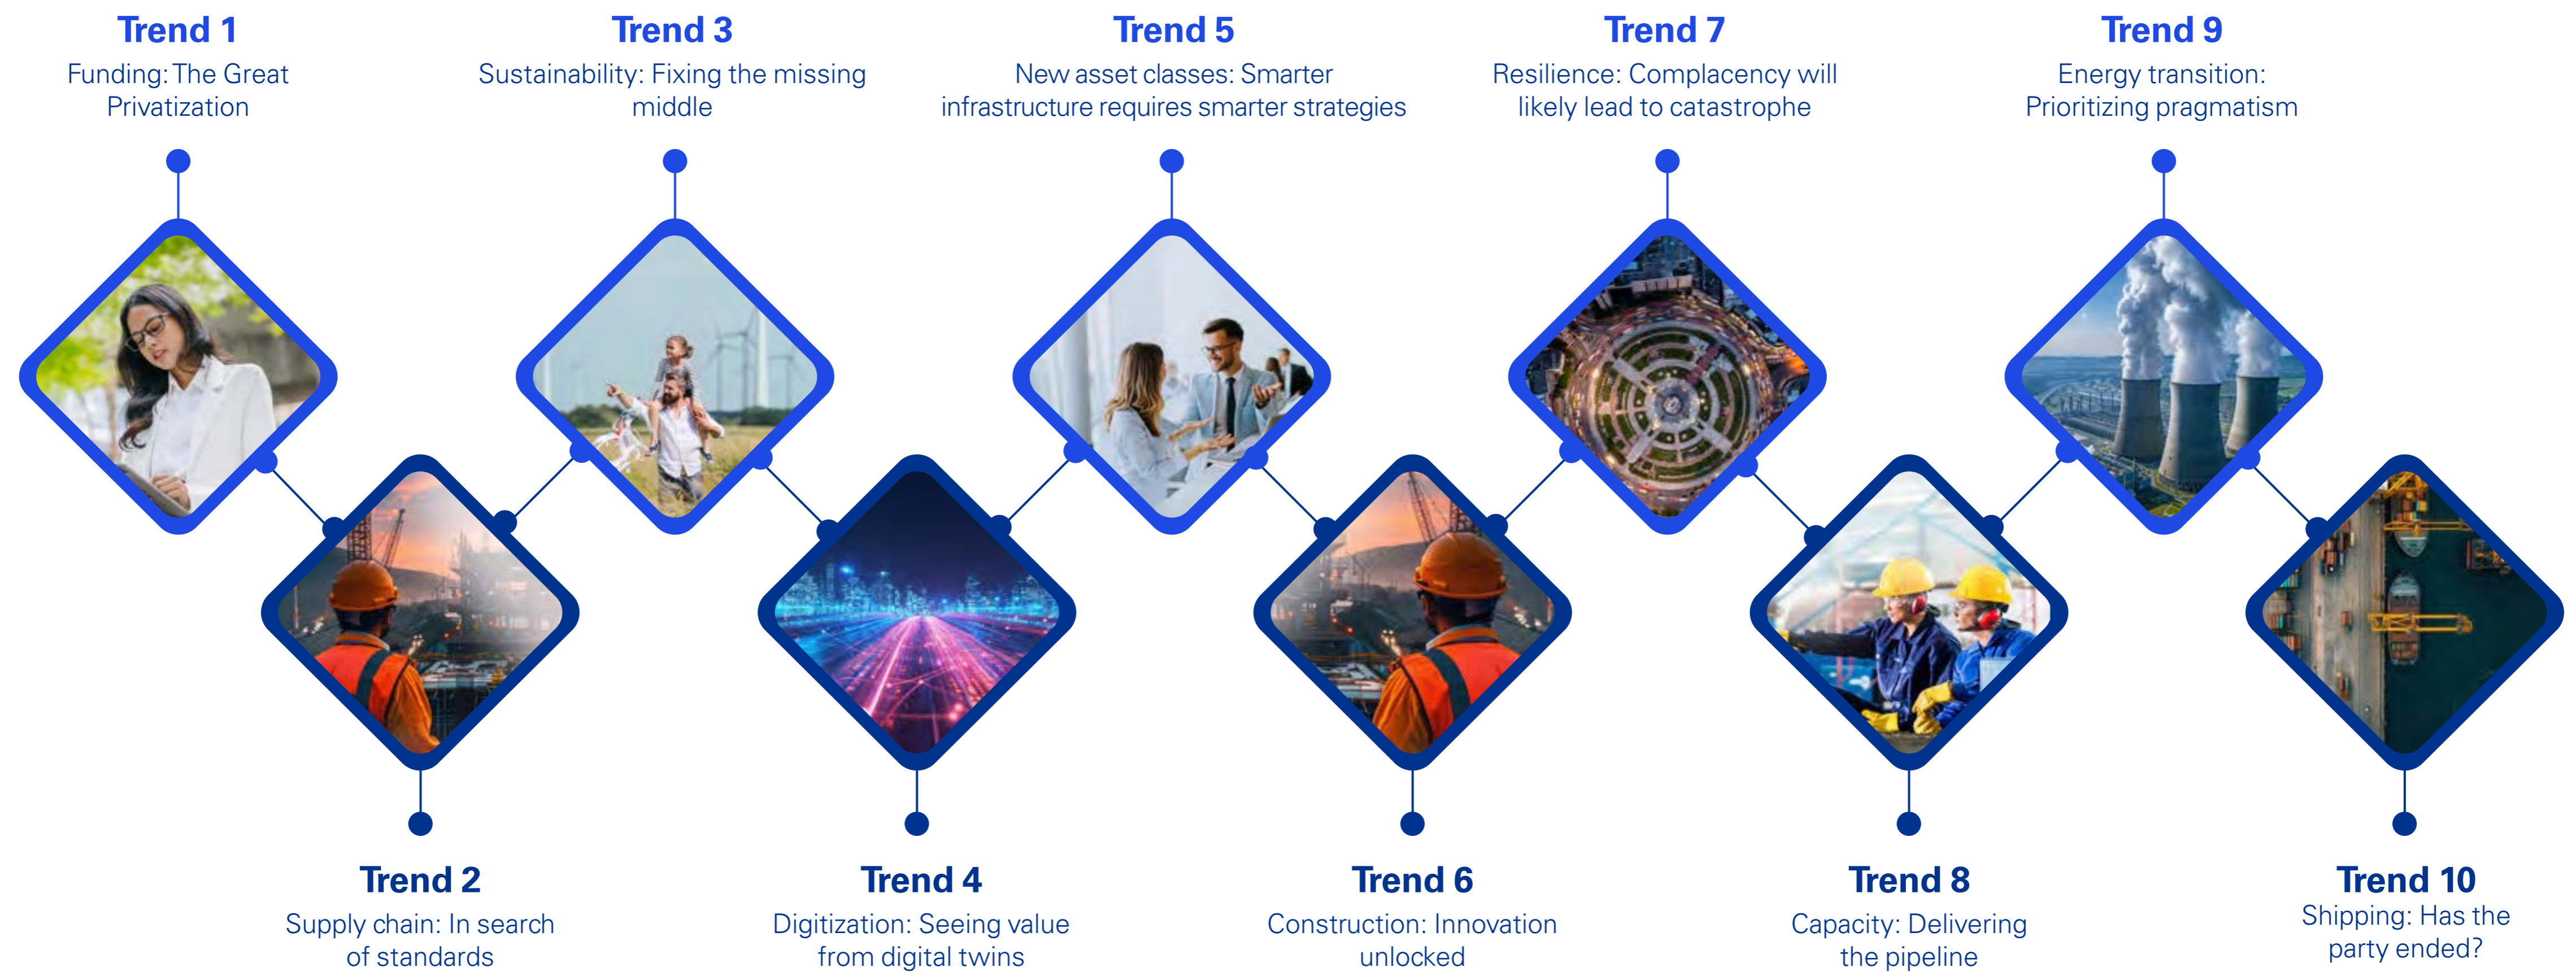 Trend 1
Funding: The Great
Privatization
Trend 3
Sustainability: Fixing the missing
middle
Trend 5
New asset classes: Smarter
infrastructure requires smarter strategies
Trend 7
Resilience: Complacency will
likely lead to catastrophe
Trend 9
Energy transition:
Prioritizing pragmatism
Trend 2
Supply chain: In search
of standards
Trend 4
Digitization: Seeing value
from digital twins
Trend 6
Construction: Innovation
unlocked
Trend 8
Capacity: Delivering
the pipeline
Trend 10
Shipping: Has the
party ended?